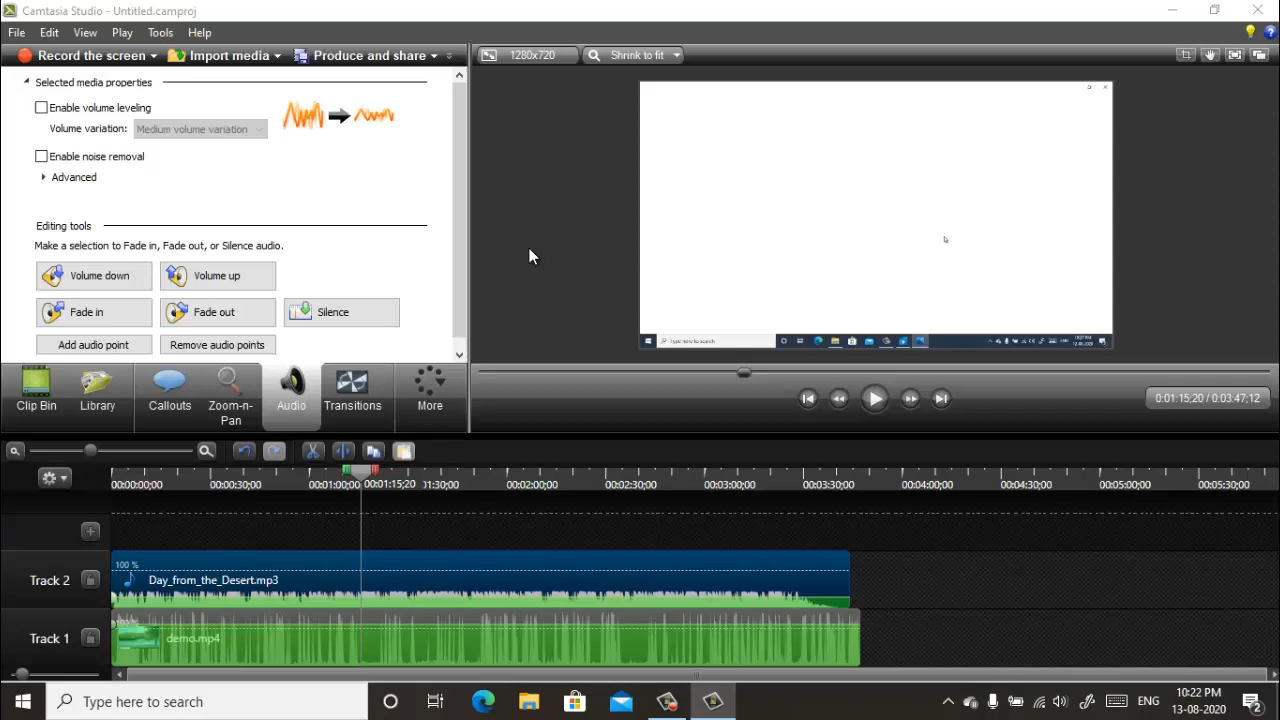 Camtasia Studio - Untitled.camproj
File Edit View Play Tools Help
Record the screen Import media Produce and share
1280x720 Shrink to fit
Selected media properties
Enable volume leveling
Volume variation: Medium volume variation
Enable noise removal
Advanced
Editing tools
Make a selection to Fade in, Fade out, or Silence audio.
Volume down Volume up
Fade in Fade out Silence
Add audio point Remove audio points
Type here to search
Clip Bin Library Callouts Zoom-n-Pan Audio Transitions More
0:01:15;20 / 0:03:47;12
00:00:00;00 00:00:30;00 00:01:00;00 00:01:15;20 :01:30;00 00:02:00;00 00:02:30;00 00:03:00;00 00:03:30;00 00:04:00;00 00:04:30;00 00:05:00;00 00:05:30;00
100 %
Track 2 Day_from_the_Desert.mp3
100%
Track 1 demo.mp4
Type here to search ENG 10:22 PM
13-08-2020 2